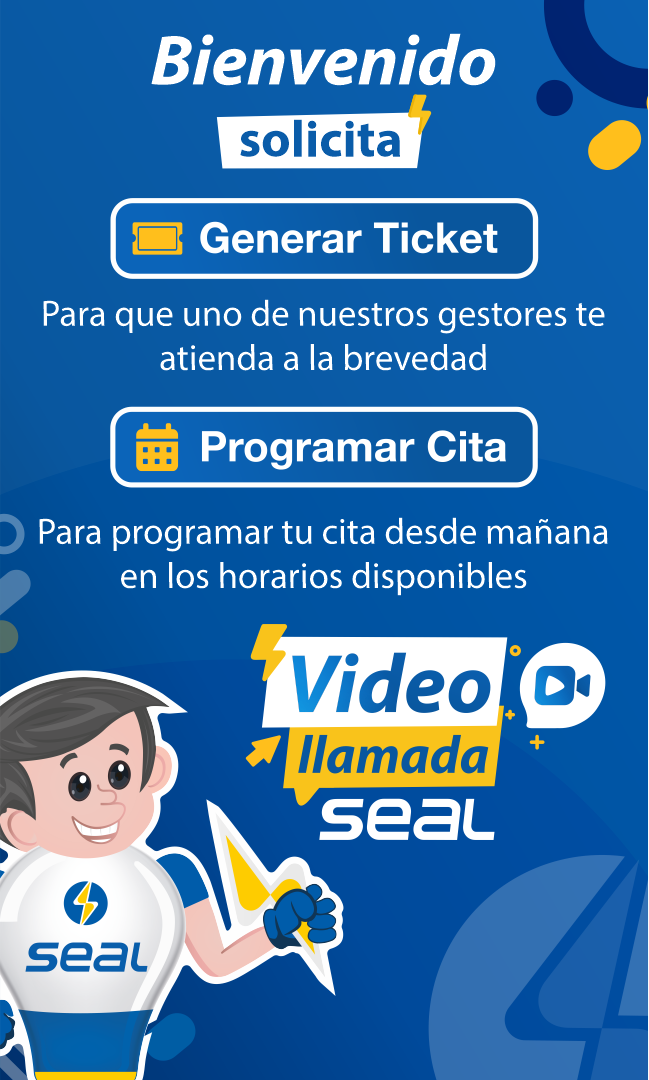 Bienvenido
solicita
Generar Ticket
Para que uno de nuestros gestores te
atienda a la brevedad
Programar Cita
Para programar tu cita desde mañana
en los horarios disponibles
Video
llamada
seal
seal